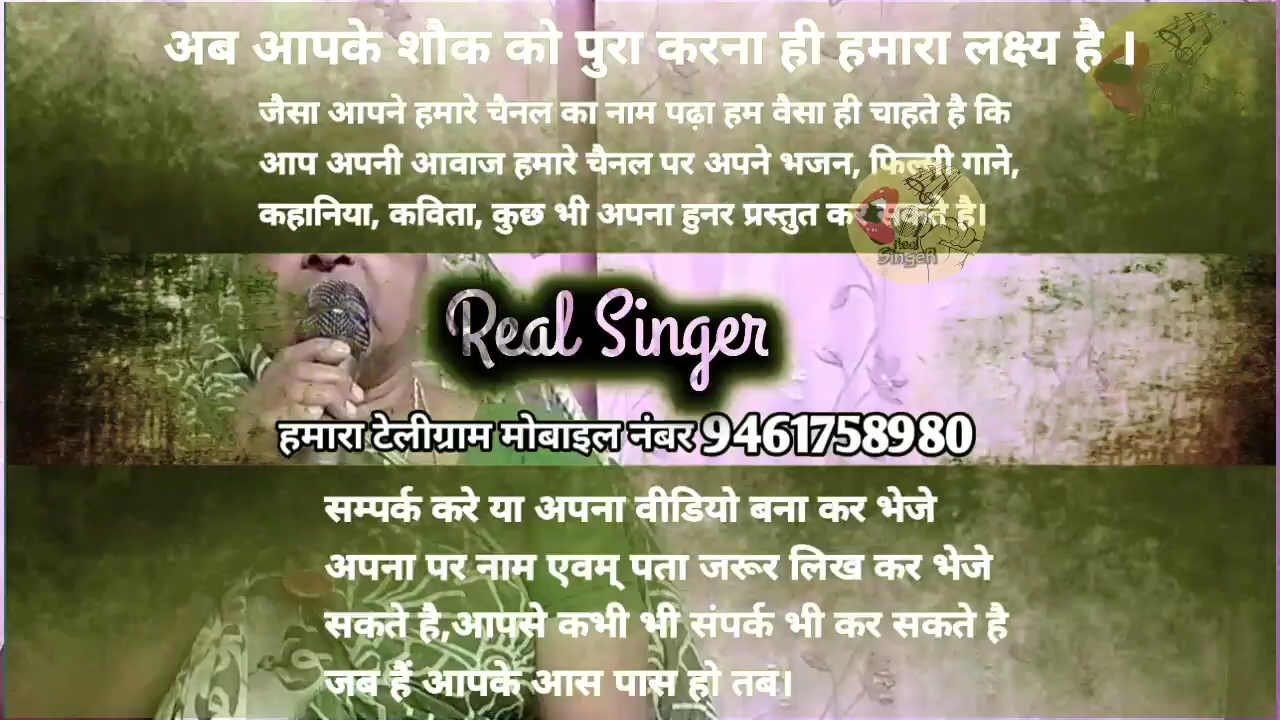 अब आपके शौक को पुरा करना ही हमारा लक्ष्य है ।
जैसा आपने हमारे चैनल का नाम पढ़ा हम वैसा ही चाहते है कि
आप अपनी आवाज हमारे चैनल पर अपने भजन, फिल्मी गाने,
कहानिया, कविता, कुछ भी अपना हुनर प्रस्तुत कर सकते है।
Real
Singer
Real Singer
हमारा टेलीग्राम मोबाइल नंबर 9461758980
सम्पर्क करे या अपना वीडियो बना कर भेजे
अपना पर नाम एवम् पता जरूर लिख कर भेजे
सकते है,आपसे कभी भी संपर्क भी कर सकते है
जब हैं आपके आस पास हो तब।